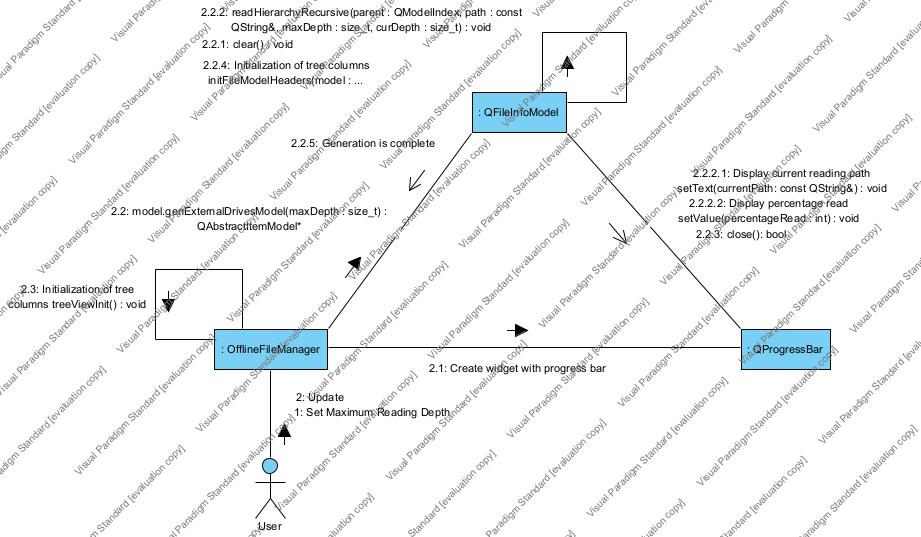 2.2.2: readHierarchyRecursive(parent : QModelIndex, path : const
QString&, maxDepth : size_t, curDepth : size_t) : void
2.2.1: clear() : void
2.2.4: Initialization of tree columns
initFileModelHeaders(model : ...
: QFileInfoModel
2.2.5: Generation is complete
2.2.2.1: Display current reading path
setText(currentPath: const QString&) : void
2.2.2.2: Display percentage read
setValue(percentageRead : int) : void
2.2.3: close(): bool
2.2: model.genExternalDrivesModel(maxDepth : size_t) :
QAbstractItemModel*
2.3: Initialization of tree
columns treeViewInit() : void
: OfflineFileManager
: QProgressBar
2.1: Create widget with progress bar
2: Update
1: Set Maximum Reading Depth
User
Visual Paradigm Standard [evaluation copy]